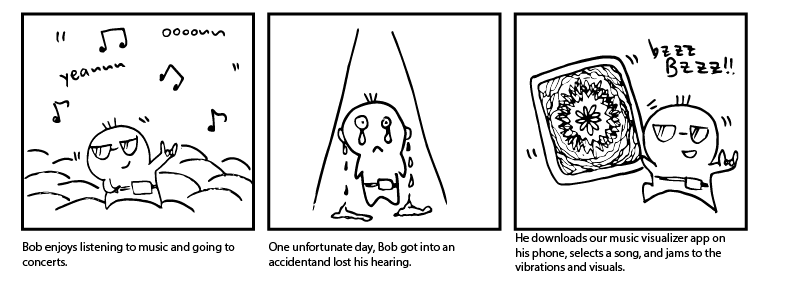 oooouu
yeauuu
bzzz
Bzzz!!
Bob enjoys listening to music and going to
concerts.
One unfortunate day, Bob got into an
accidentand lost his hearing.
He downloads our music visualizer app on
his phone, selects a song, and jams to the
vibrations and visuals.